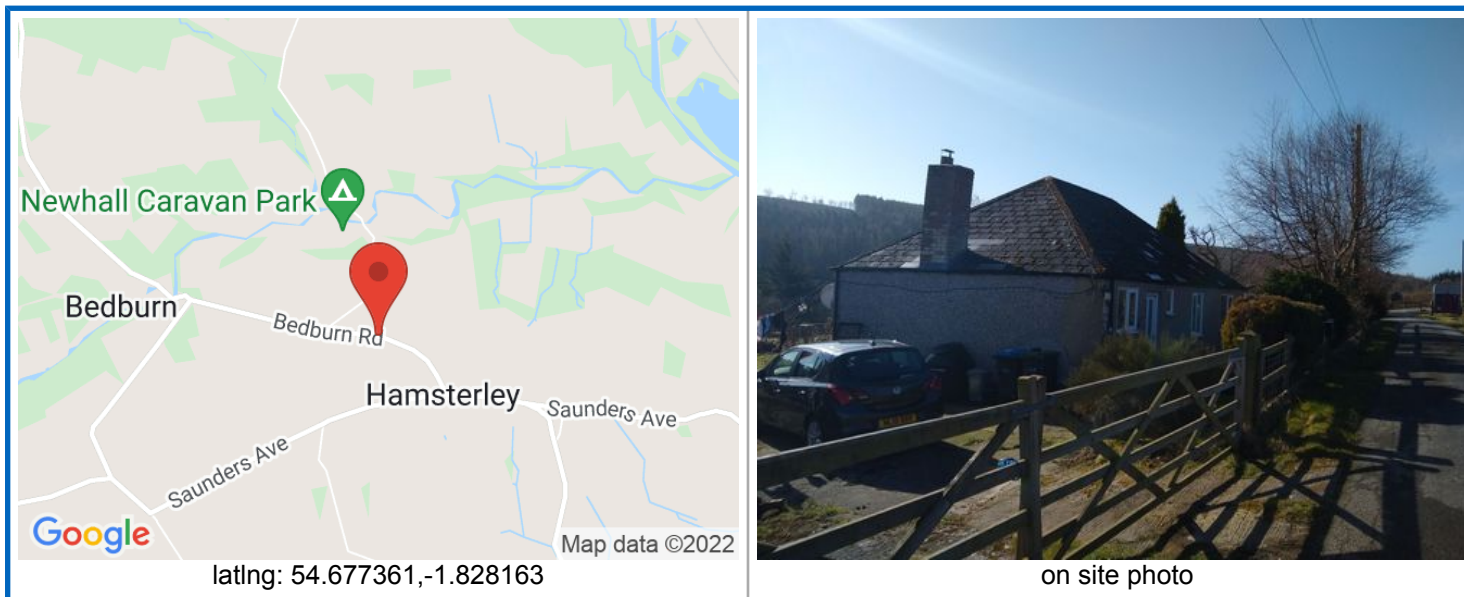 Newhall Caravan Park
Bedburn
Bedburn Rd
Hamsterley
Saunders Ave
Saunders Ave
Google
Map data ©2022
latlng: 54.677361,-1.828163
on site photo